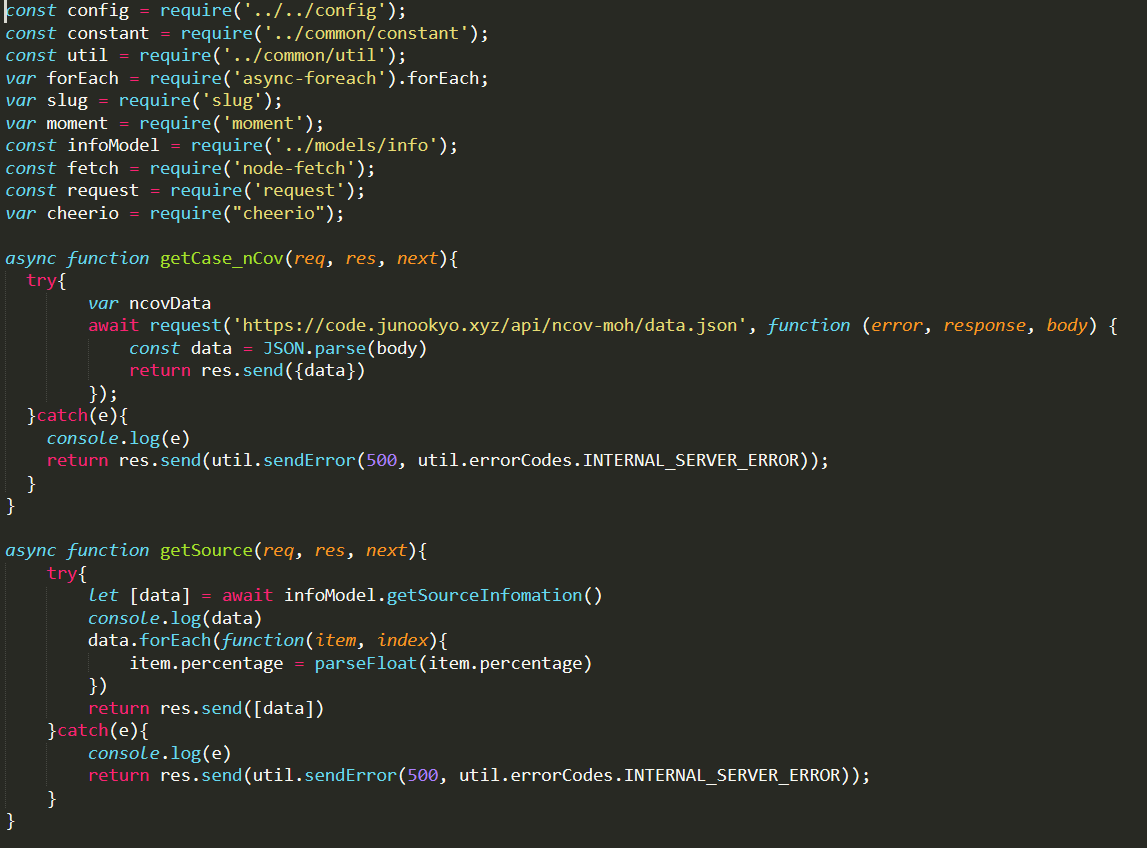 const config = require('../../config');
const constant = require('../common/constant');
const util = require('../common/util');
var forEach = require('async-foreach').forEach;
var slug = require('slug');
var moment = require('moment');
const infoModel = require('../models/info');
const fetch = require('node-fetch');
const request = require('request');
var cheerio = require("cheerio");

async function getCase_nCov(req, res, next){
  try{
        var ncovData
        await request('https://code.junookyo.xyz/api/ncov-moh/data.json', function (error, response, body) {
            const data = JSON.parse(body)
            return res.send({data})
        });
  }catch(e){
    console.log(e)
    return res.send(util.sendError(500, util.errorCodes.INTERNAL_SERVER_ERROR));
  }
}

async function getSource(req, res, next){
    try{
        let [data] = await infoModel.getSourceInfomation()
        console.log(data)
        data.forEach(function(item, index){
            item.percentage = parseFloat(item.percentage)
        })
        return res.send([data])
    }catch(e){
        console.log(e)
        return res.send(util.sendError(500, util.errorCodes.INTERNAL_SERVER_ERROR));
    }
}